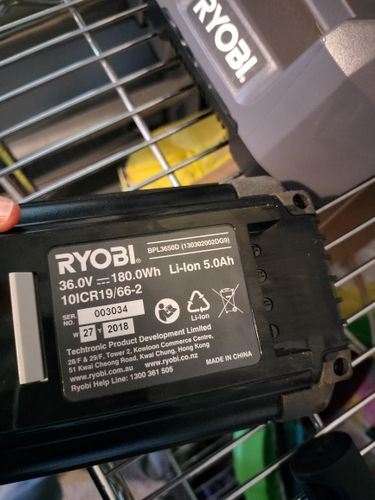 RYOBI
RYOBI
BPL3650D (130302002DG9)
36.0V 180.0Wh Li-Ion 5.0Ah
10ICR19/66-2
SER. NO. 003034
W 27 Y 2018
Li-Ion
Techtronic Product Development Limited
28/F & 29/F, Tower 2, Kowloon Commerce Centre,
51 Kwai Cheong Road, Kwai Chung, Hong Kong
www.ryobi.com.au www.ryobi.co.nz
Ryobi Help Line: 1300 361 505
MADE IN CHINA